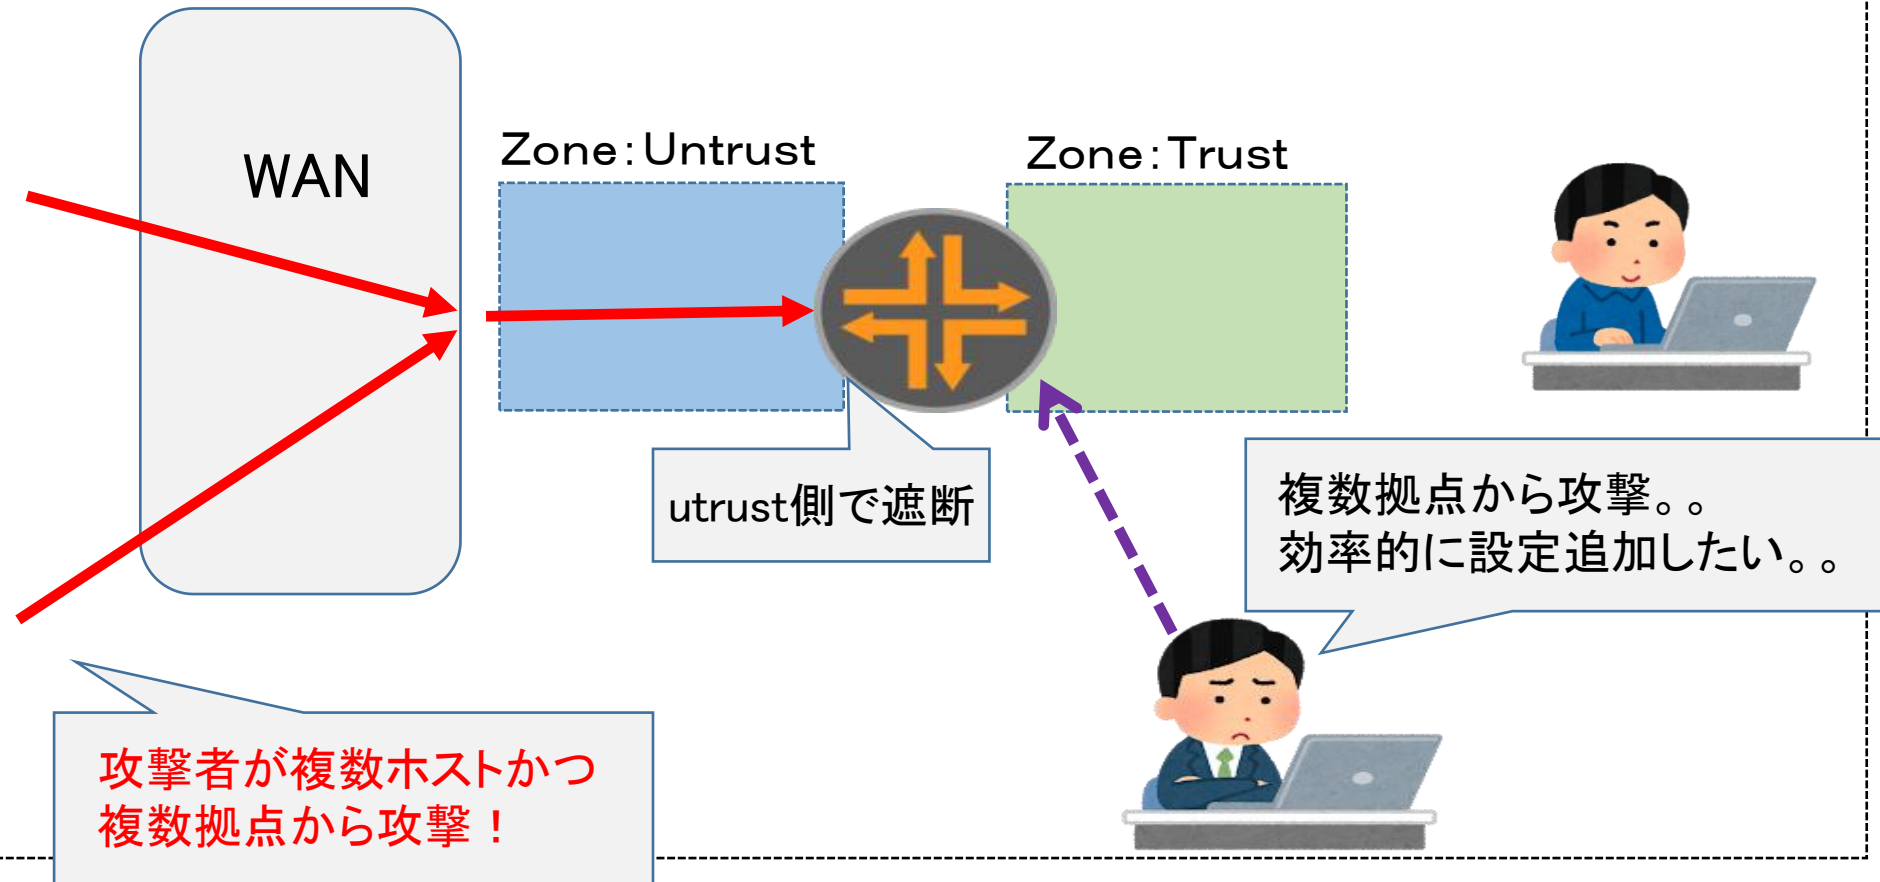 WAN
Zone:Untrust
Zone:Trust
utrust側で遮断
複数拠点から攻撃。。
効率的に設定追加したい。。
攻撃者が複数ホストかつ
複数拠点から攻撃！